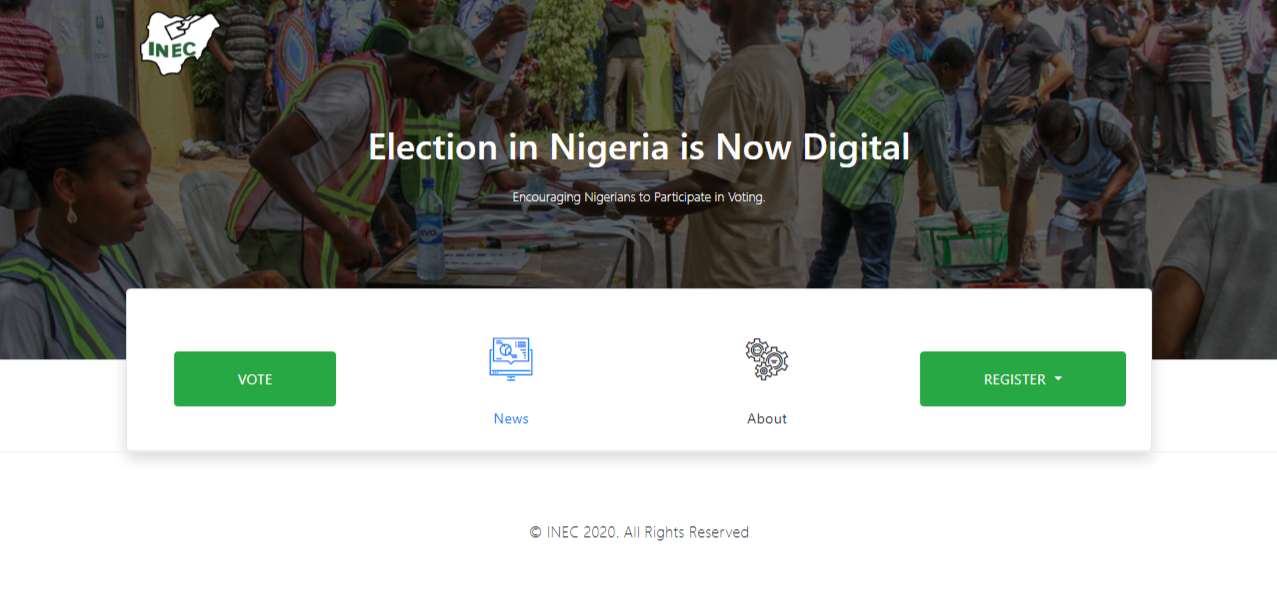 INEC
Election in Nigeria is Now Digital
Encouraging Nigerians to Participate in Voting.
VOTE
News
About
REGISTER
© INEC 2020. All Rights Reserved